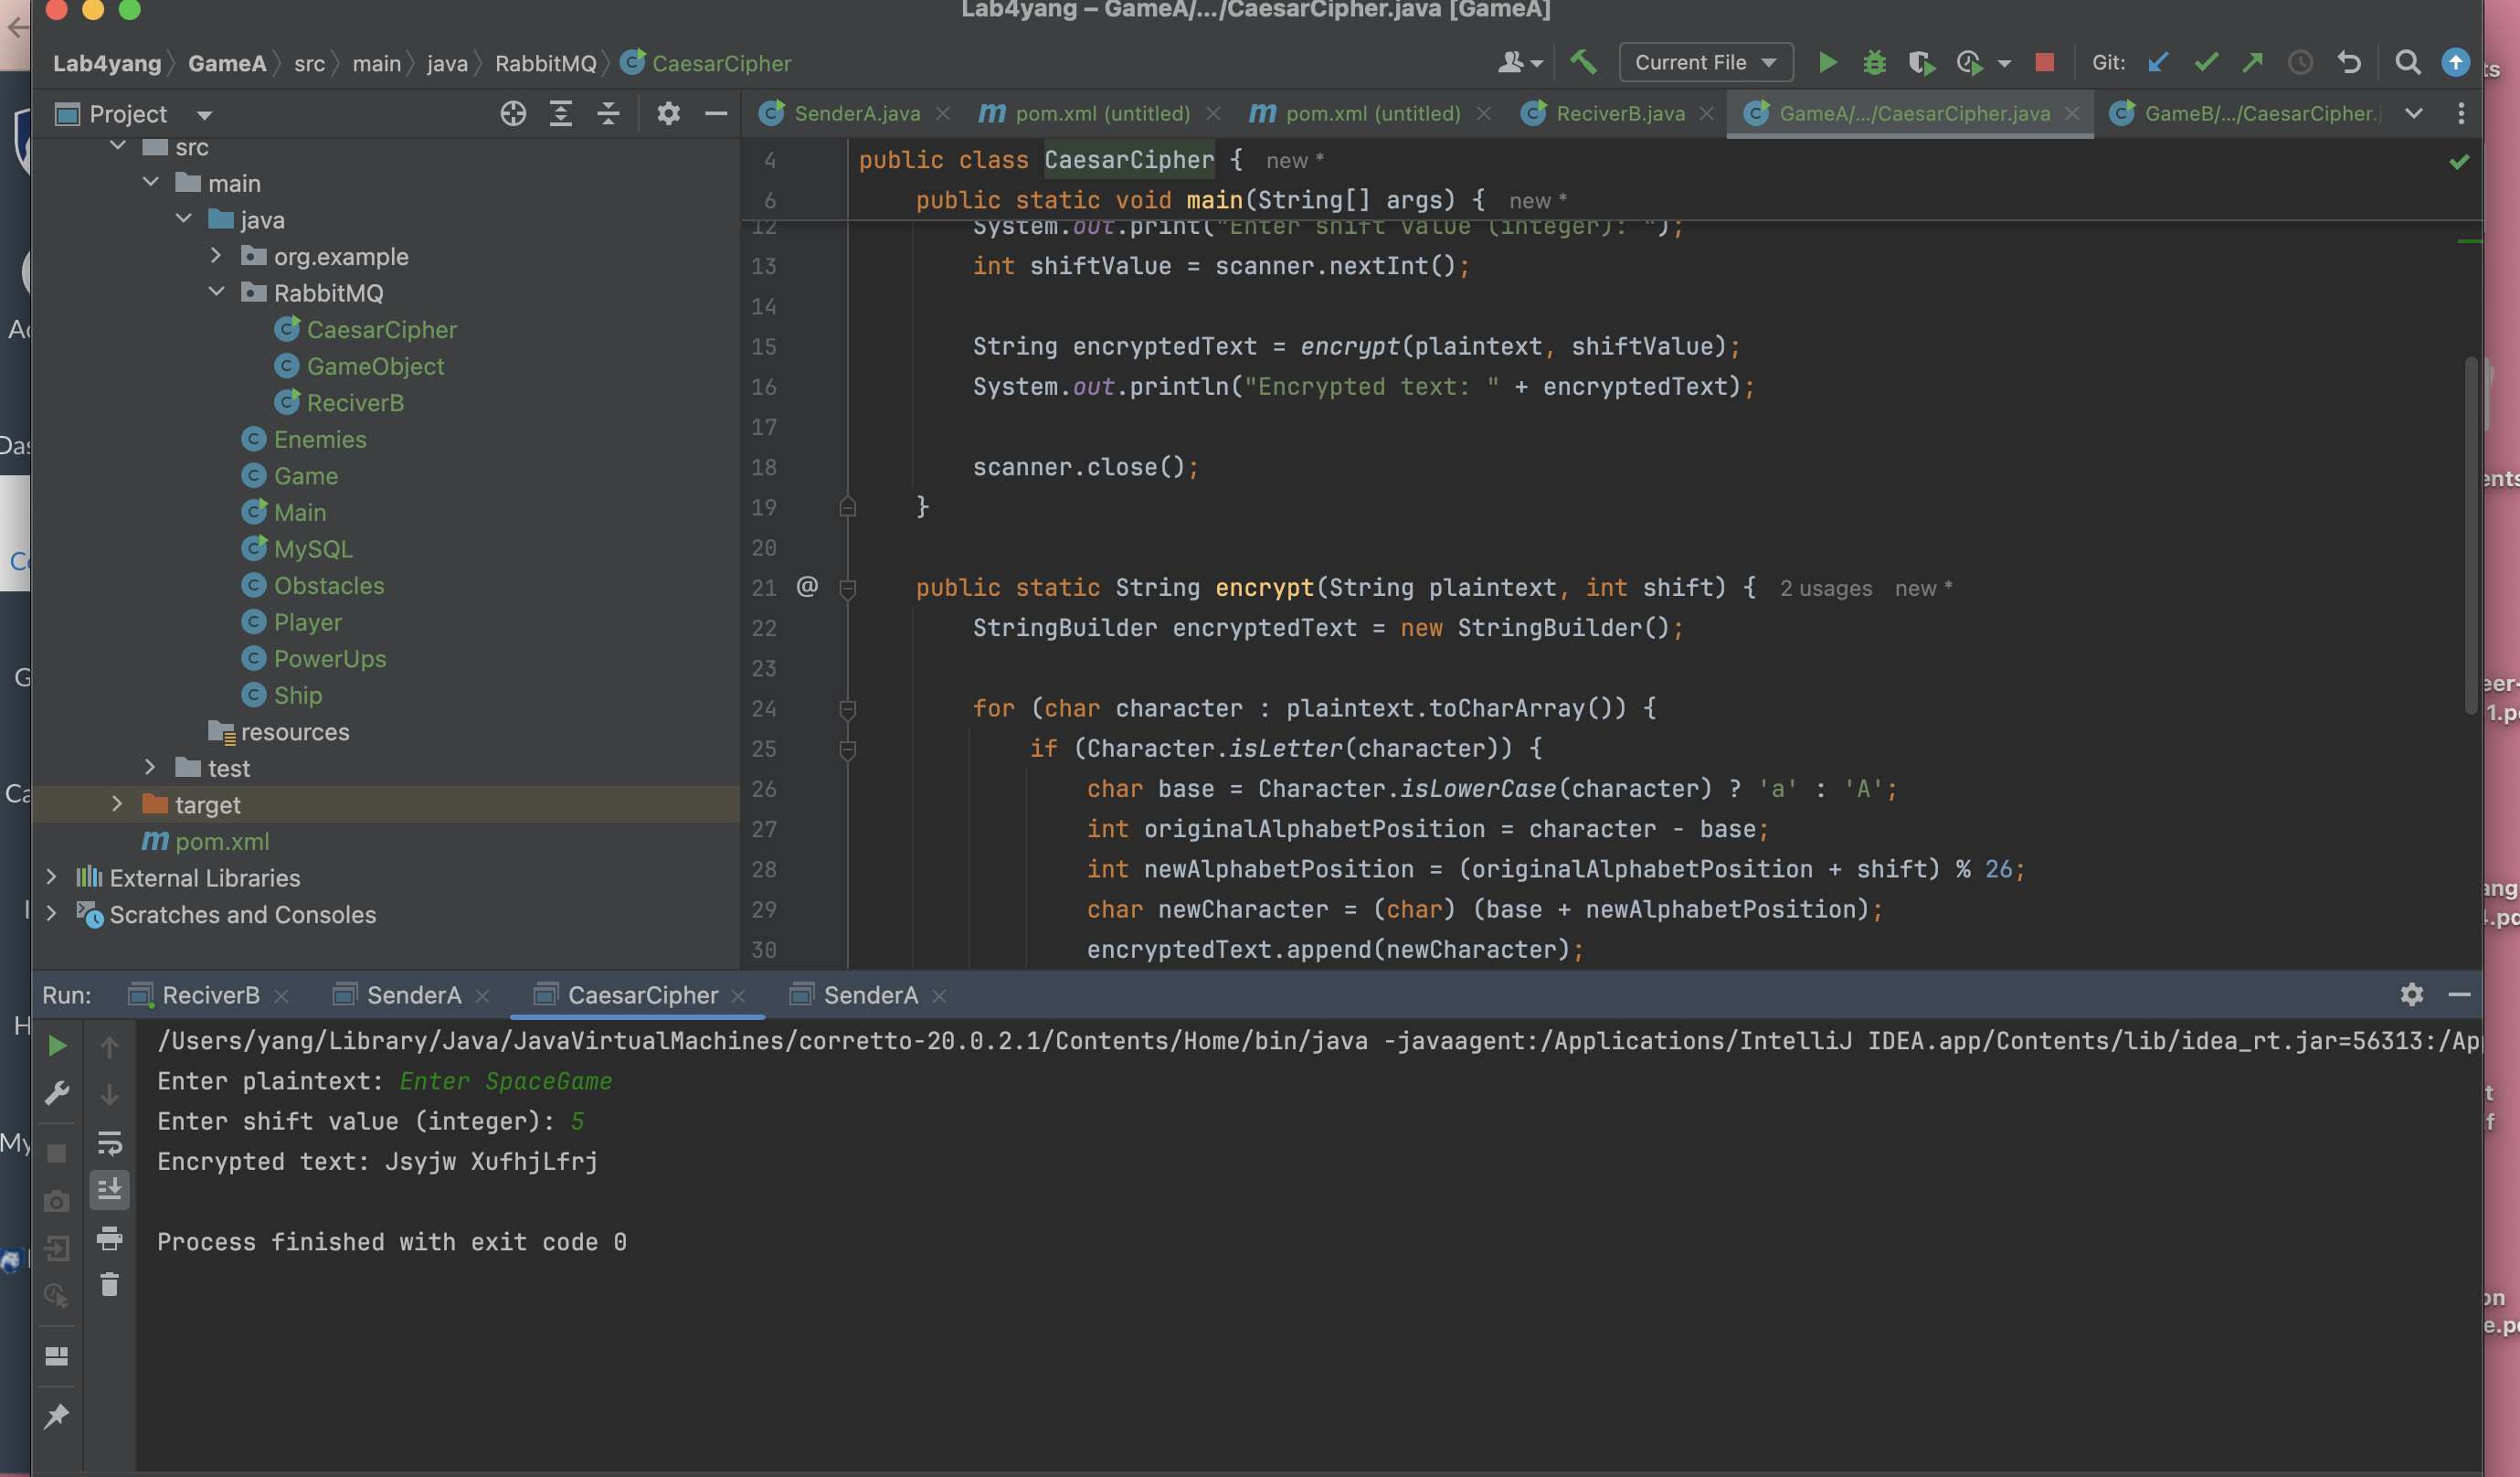 Lab4yang – GameA/.../CaesarCipher.java [GameA]
Lab4yang GameA src main java RabbitMQ CaesarCipher
Current File
Git:
Project
SenderA.java
pom.xml (untitled)
pom.xml (untitled)
ReciverB.java
GameA/.../CaesarCipher.java
GameB/.../CaesarCipher.j
src
main
java
org.example
RabbitMQ
CaesarCipher
GameObject
ReciverB
Enemies
Game
Main
MySQL
Obstacles
Player
PowerUps
Ship
resources
test
target
pom.xml
External Libraries
Scratches and Consoles
4 public class CaesarCipher { new *
6 public static void main(String[] args) { new *
12 System.out.print("Enter shift value (integer): ");
13 int shiftValue = scanner.nextInt();
14
15 String encryptedText = encrypt(plaintext, shiftValue);
16 System.out.println("Encrypted text: " + encryptedText);
17
18 scanner.close();
19 }
20
21 @ public static String encrypt(String plaintext, int shift) { 2 usages new *
22 StringBuilder encryptedText = new StringBuilder();
23
24 for (char character : plaintext.toCharArray()) {
25 if (Character.isLetter(character)) {
26 char base = Character.isLowerCase(character) ? 'a' : 'A';
27 int originalAlphabetPosition = character - base;
28 int newAlphabetPosition = (originalAlphabetPosition + shift) % 26;
29 char newCharacter = (char) (base + newAlphabetPosition);
30 encryptedText.append(newCharacter);
Run: ReciverB SenderA CaesarCipher SenderA
/Users/yang/Library/Java/JavaVirtualMachines/corretto-20.0.2.1/Contents/Home/bin/java -javaagent:/Applications/IntelliJ IDEA.app/Contents/lib/idea_rt.jar=56313:/Ap
Enter plaintext: Enter SpaceGame
Enter shift value (integer): 5
Encrypted text: Jsyjw XufhjLfrj
Process finished with exit code 0